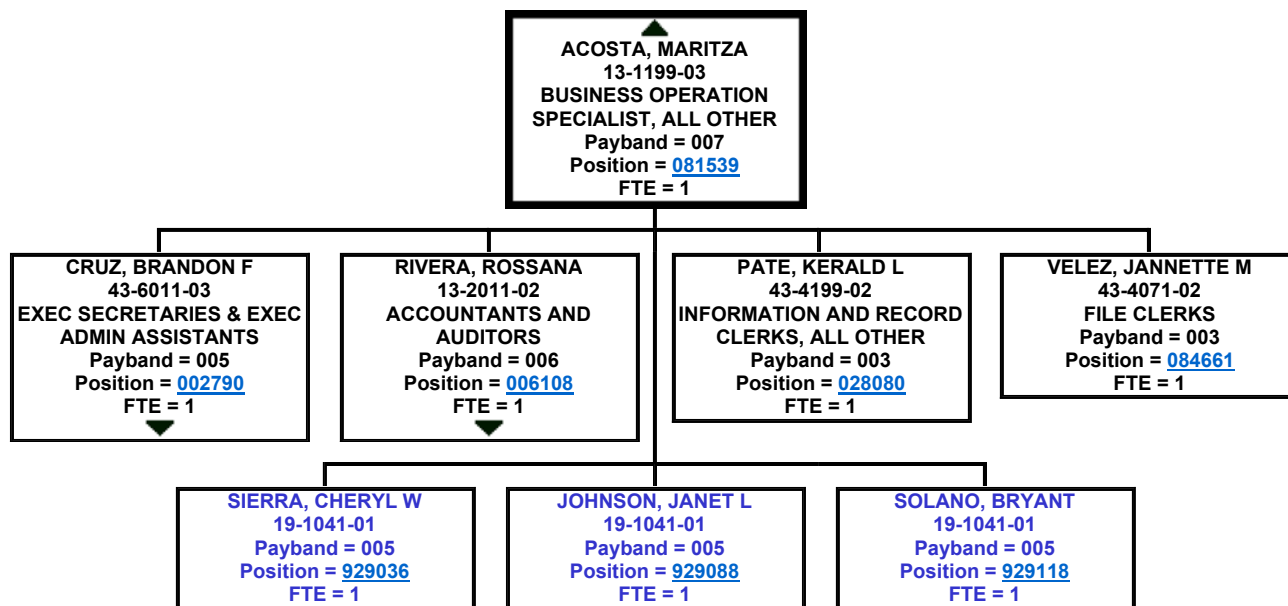 ACOSTA, MARITZA
13-1199-03
BUSINESS OPERATION
SPECIALIST, ALL OTHER
Payband = 007
Position = 081539
FTE = 1
CRUZ, BRANDON F
43-6011-03
EXEC SECRETARIES & EXEC
ADMIN ASSISTANTS
Payband = 005
Position = 002790
FTE = 1
RIVERA, ROSSANA
13-2011-02
ACCOUNTANTS AND
AUDITORS
Payband = 006
Position = 006108
FTE = 1
PATE, KERALD L
43-4199-02
INFORMATION AND RECORD
CLERKS, ALL OTHER
Payband = 003
Position = 028080
FTE = 1
VELEZ, JANNETTE M
43-4071-02
FILE CLERKS
Payband = 003
Position = 084661
FTE = 1
SIERRA, CHERYL W
19-1041-01
Payband = 005
Position = 929036
FTE = 1
JOHNSON, JANET L
19-1041-01
Payband = 005
Position = 929088
FTE = 1
SOLANO, BRYANT
19-1041-01
Payband = 005
Position = 929118
FTE = 1